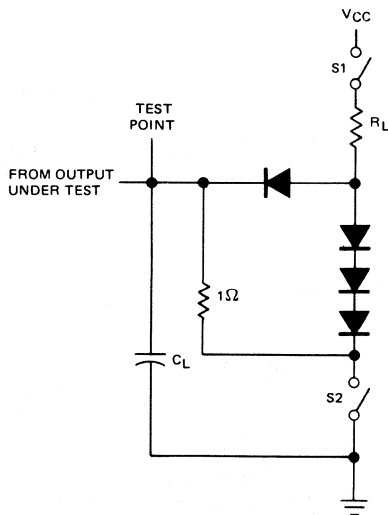 VCC
S1
RL
TEST
POINT
FROM OUTPUT
UNDER TEST
1Ω
CL
S2